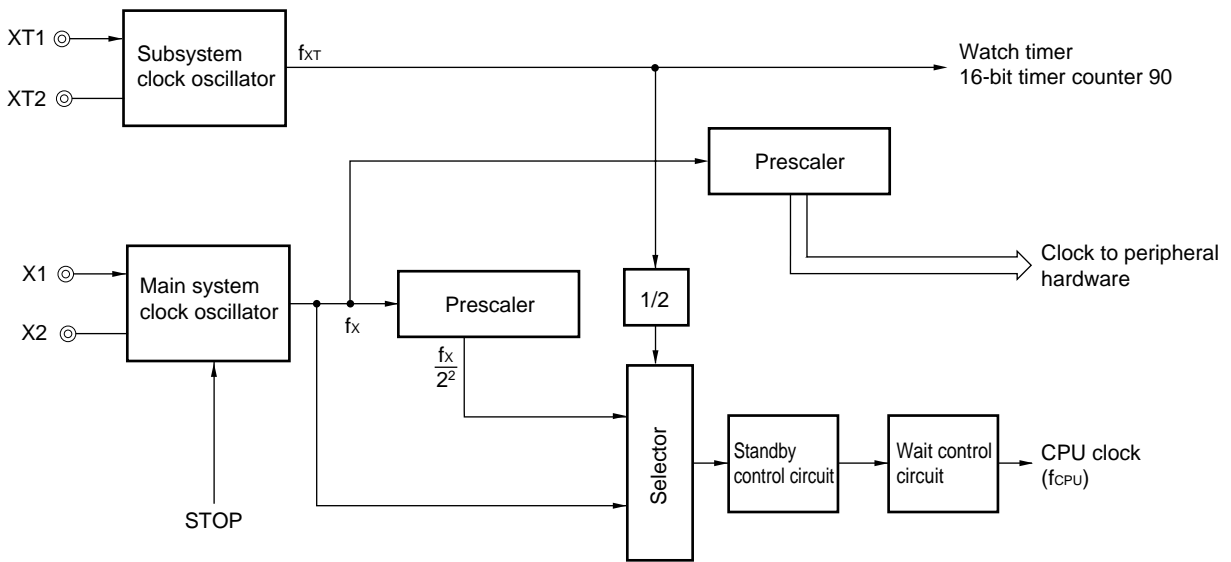 XT1
XT2
Subsystem
clock oscillator
fXT
Watch timer
16-bit timer counter 90
Prescaler
Clock to peripheral
hardware
X1
X2
Main system
clock oscillator
fX
Prescaler
1/2
fX
2²
STOP
Selector
Standby
control circuit
Wait control
circuit
CPU clock
(fCPU)